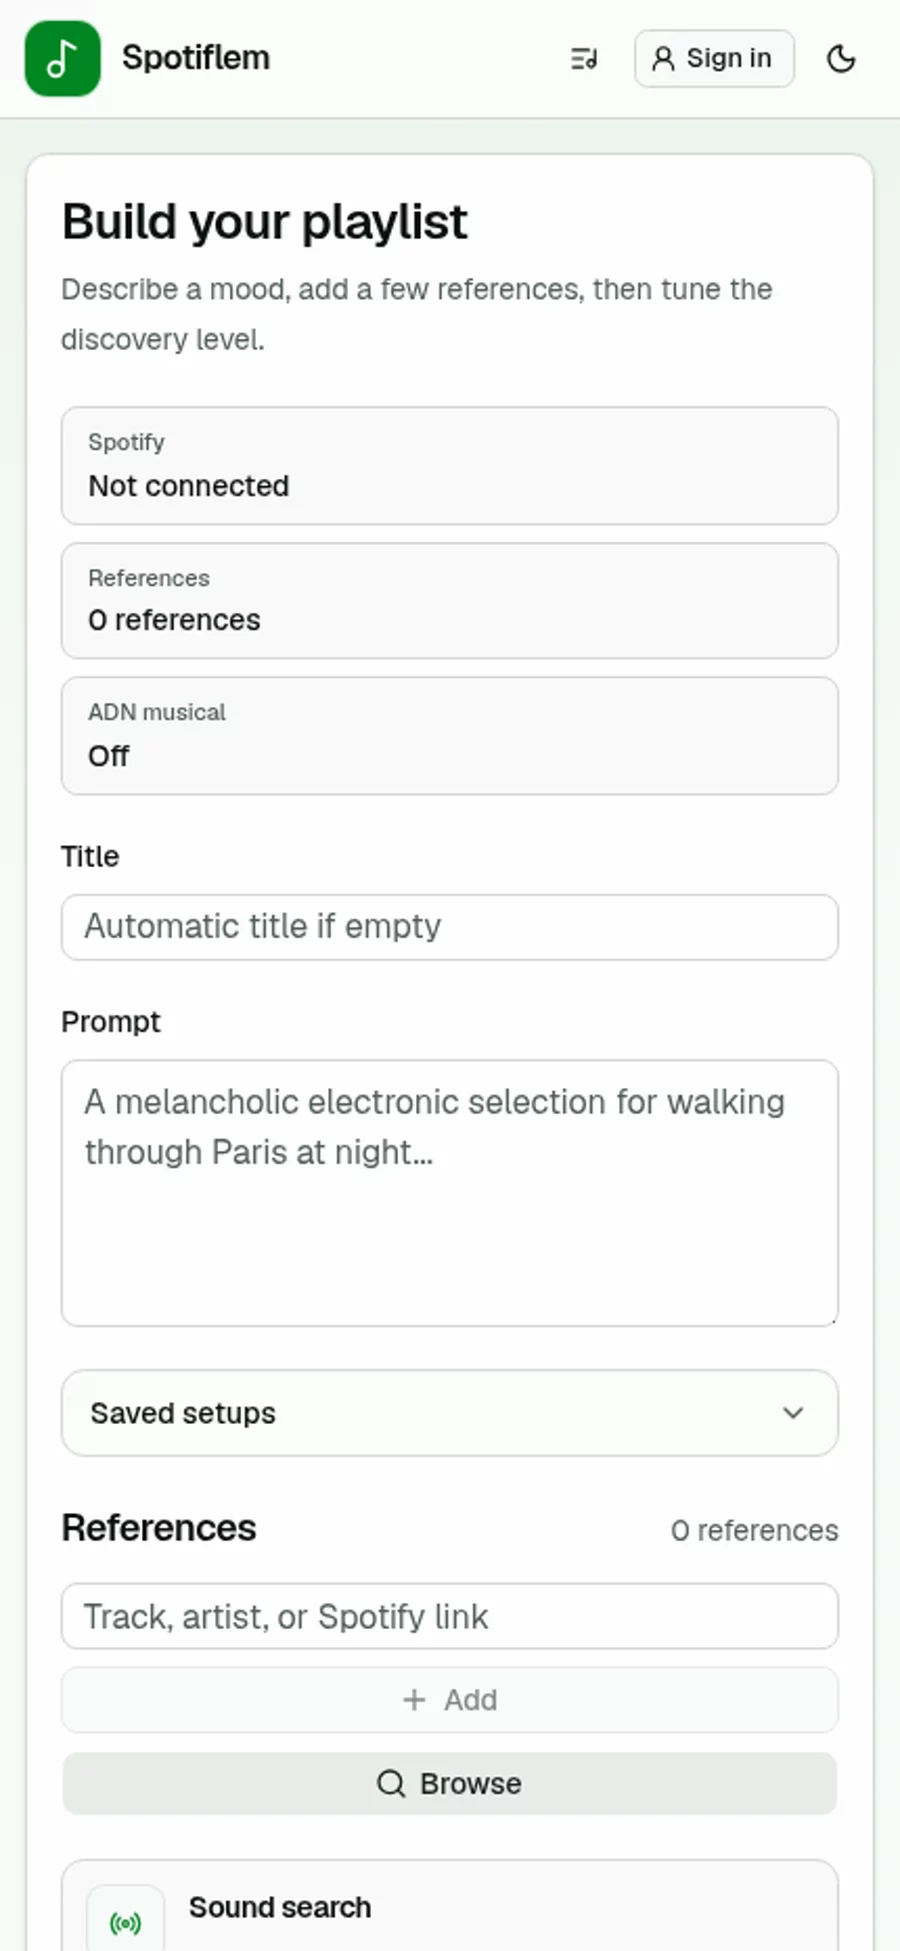 Spotiflem
Sign in
Build your playlist
Describe a mood, add a few references, then tune the
discovery level.
Spotify
Not connected
References
0 references
ADN musical
Off
Title
Automatic title if empty
Prompt
A melancholic electronic selection for walking
through Paris at night...
Saved setups
References
0 references
Track, artist, or Spotify link
Add
Browse
Sound search